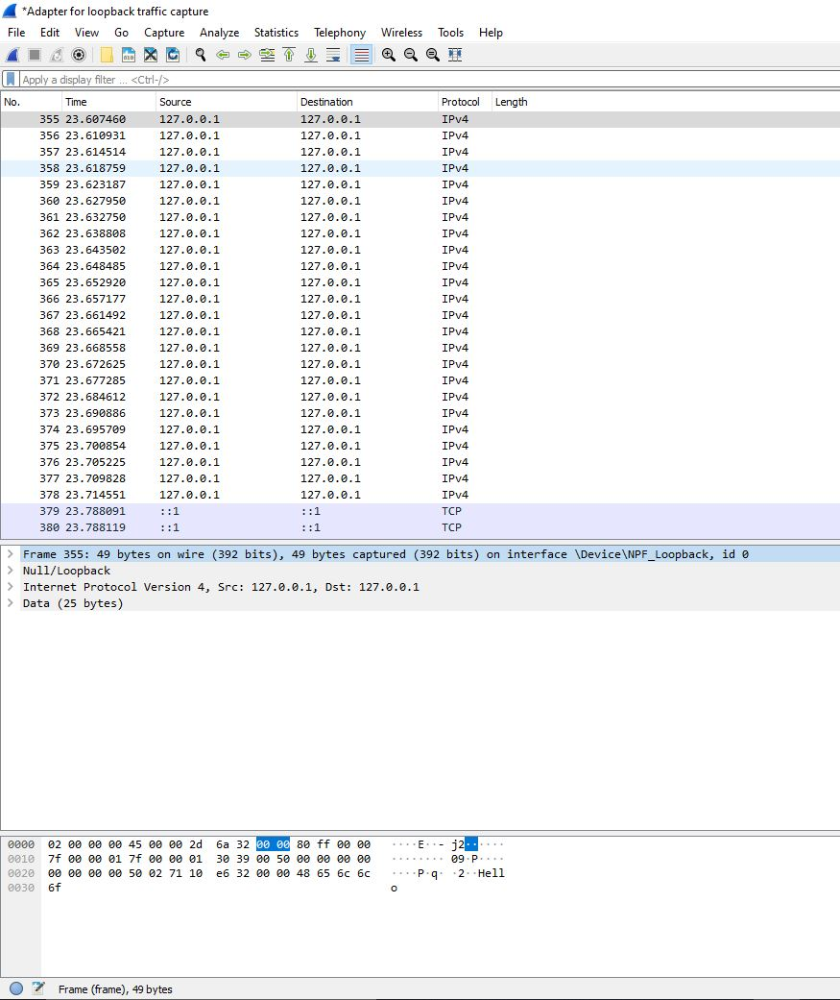 *Adapter for loopback traffic capture
File Edit View Go Capture Analyze Statistics Telephony Wireless Tools Help
Apply a display filter ... <Ctrl-/>
No. Time Source Destination Protocol Length
355 23.607460 127.0.0.1 127.0.0.1 IPv4
356 23.610931 127.0.0.1 127.0.0.1 IPv4
357 23.614514 127.0.0.1 127.0.0.1 IPv4
358 23.618759 127.0.0.1 127.0.0.1 IPv4
359 23.623187 127.0.0.1 127.0.0.1 IPv4
360 23.627950 127.0.0.1 127.0.0.1 IPv4
361 23.632750 127.0.0.1 127.0.0.1 IPv4
362 23.638808 127.0.0.1 127.0.0.1 IPv4
363 23.643502 127.0.0.1 127.0.0.1 IPv4
364 23.648485 127.0.0.1 127.0.0.1 IPv4
365 23.652920 127.0.0.1 127.0.0.1 IPv4
366 23.657177 127.0.0.1 127.0.0.1 IPv4
367 23.661492 127.0.0.1 127.0.0.1 IPv4
368 23.665421 127.0.0.1 127.0.0.1 IPv4
369 23.668558 127.0.0.1 127.0.0.1 IPv4
370 23.672625 127.0.0.1 127.0.0.1 IPv4
371 23.677285 127.0.0.1 127.0.0.1 IPv4
372 23.684612 127.0.0.1 127.0.0.1 IPv4
373 23.690886 127.0.0.1 127.0.0.1 IPv4
374 23.695709 127.0.0.1 127.0.0.1 IPv4
375 23.700854 127.0.0.1 127.0.0.1 IPv4
376 23.705225 127.0.0.1 127.0.0.1 IPv4
377 23.709828 127.0.0.1 127.0.0.1 IPv4
378 23.714551 127.0.0.1 127.0.0.1 IPv4
379 23.788091 ::1 ::1 TCP
380 23.788119 ::1 ::1 TCP
Frame 355: 49 bytes on wire (392 bits), 49 bytes captured (392 bits) on interface \Device\NPF_Loopback, id 0
Null/Loopback
Internet Protocol Version 4, Src: 127.0.0.1, Dst: 127.0.0.1
Data (25 bytes)
0000 02 00 00 00 45 00 00 2d 6a 32 00 00 80 ff 00 00 ····E··- j2······
0010 7f 00 00 01 7f 00 00 01 30 39 00 50 00 00 00 00 ········ 09·P····
0020 00 00 00 00 50 02 71 10 e6 32 00 00 48 65 6c 6c ····P·q· ·2··Hell
0030 6f o
Frame (frame), 49 bytes